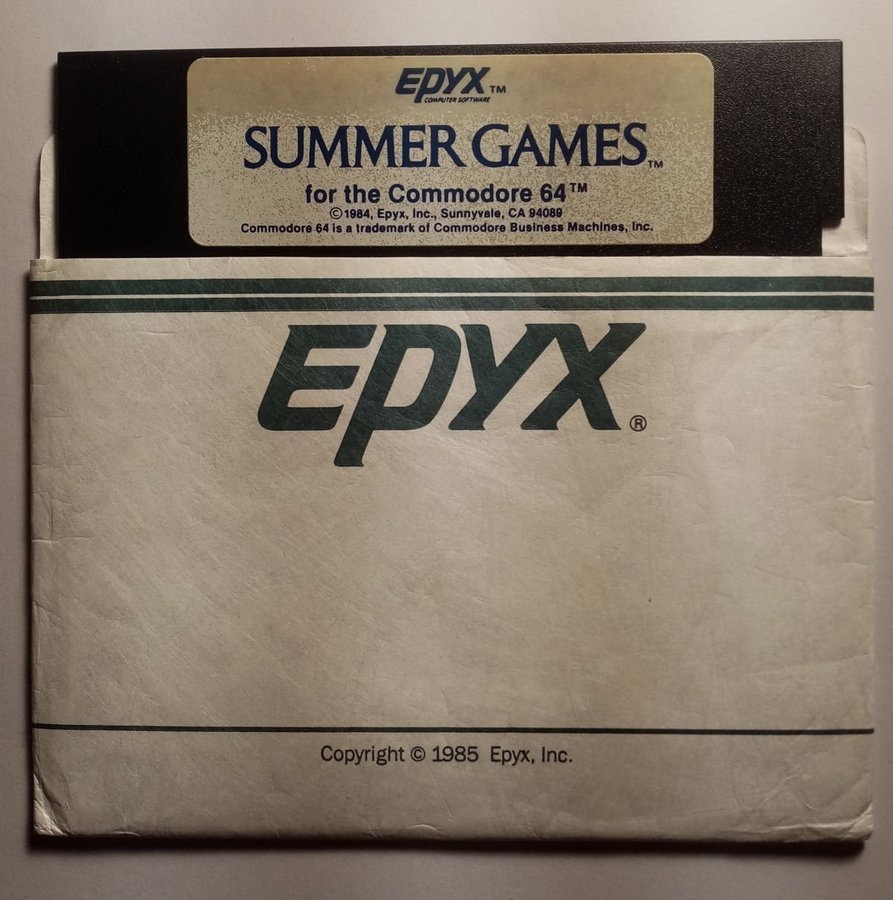 EPYX™
COMPUTER SOFTWARE
SUMMER GAMES™
for the Commodore 64™
©1984, Epyx, Inc., Sunnyvale, CA 94089
Commodore 64 is a trademark of Commodore Business Machines, Inc.
EPYX®
Copyright © 1985 Epyx, Inc.